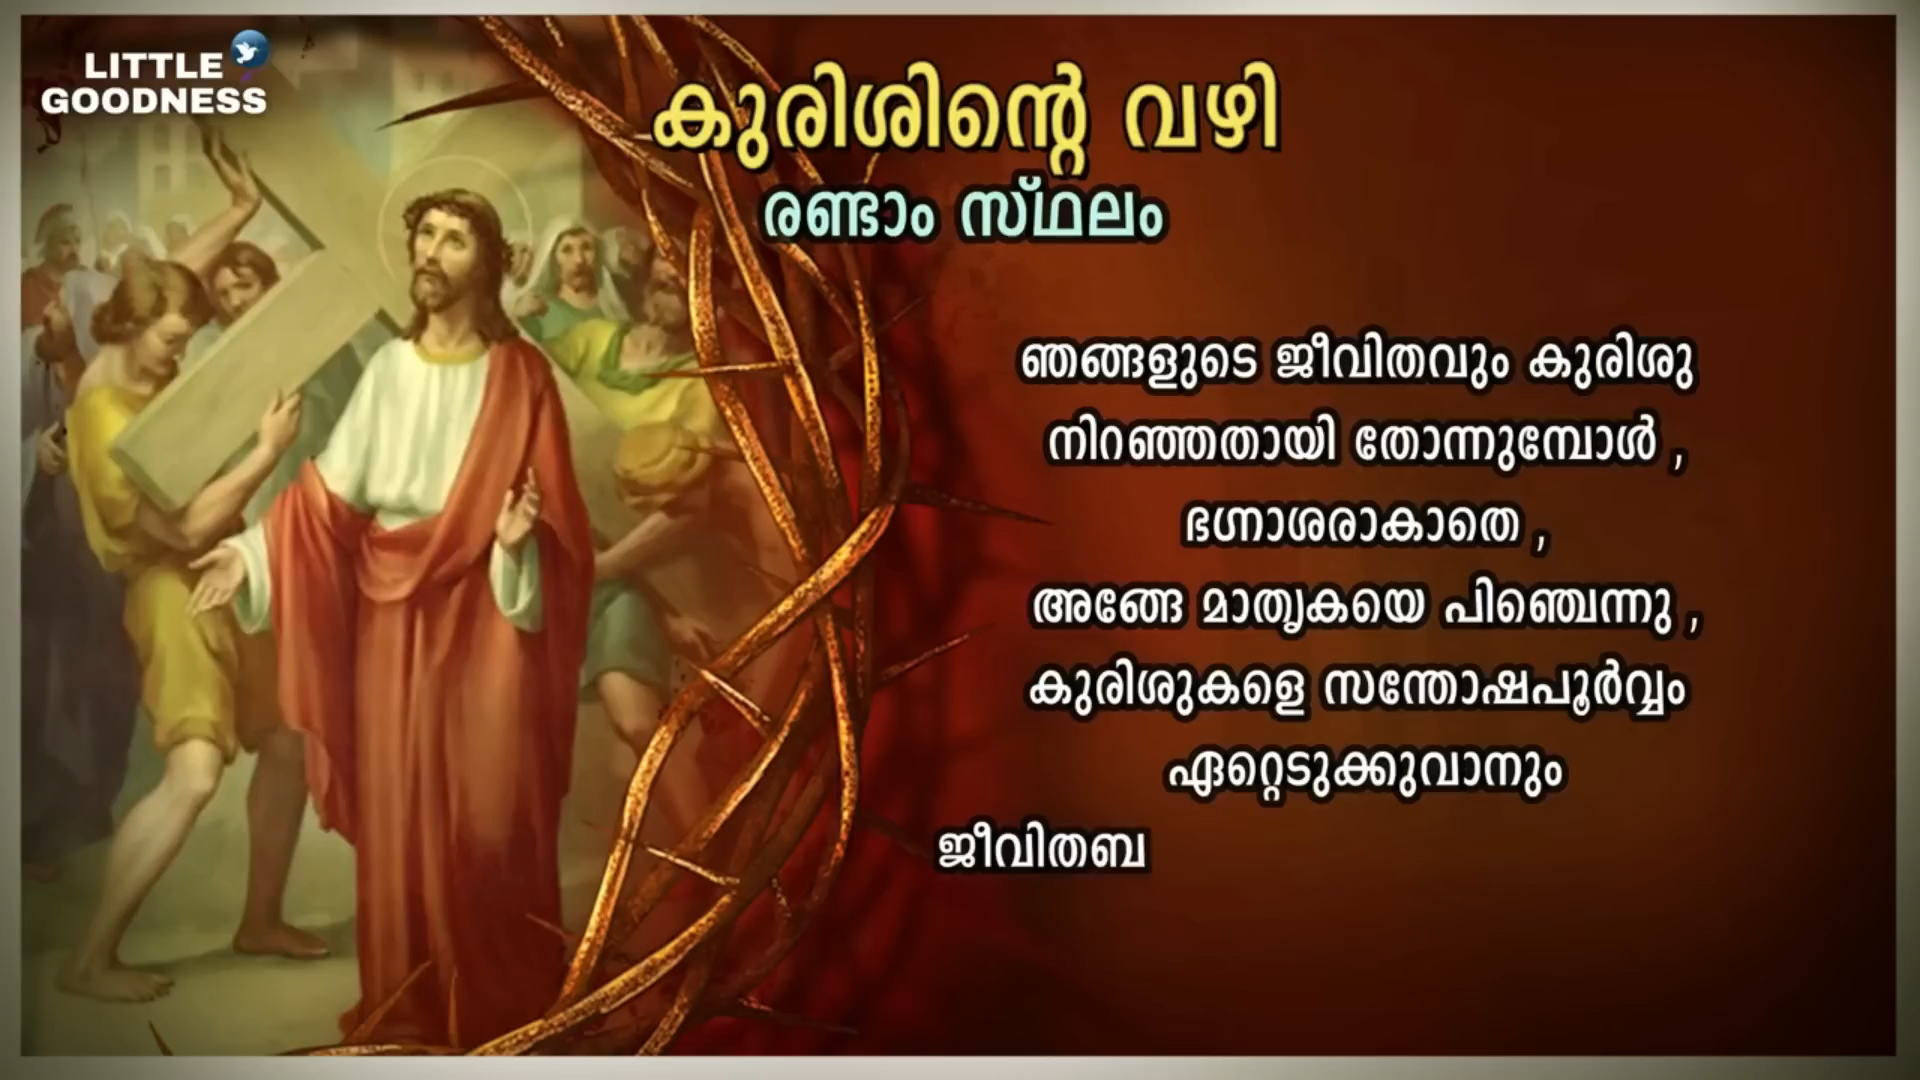 LITTLE
GOODNESS
കുരിശിന്റെ വഴി
രണ്ടാം സ്ഥലം
ഞങ്ങളുടെ ജീവിതവും കുരിശു
നിറഞ്ഞതായി തോന്നുമ്പോൾ ,
ഭഗ്നാശരാകാതെ ,
അങ്ങേ മാതൃകയെ പിഞ്ചെന്നു ,
കുരിശുകളെ സന്തോഷപൂർവ്വം
ഏറ്റെടുക്കുവാനും
ജീവിതബ